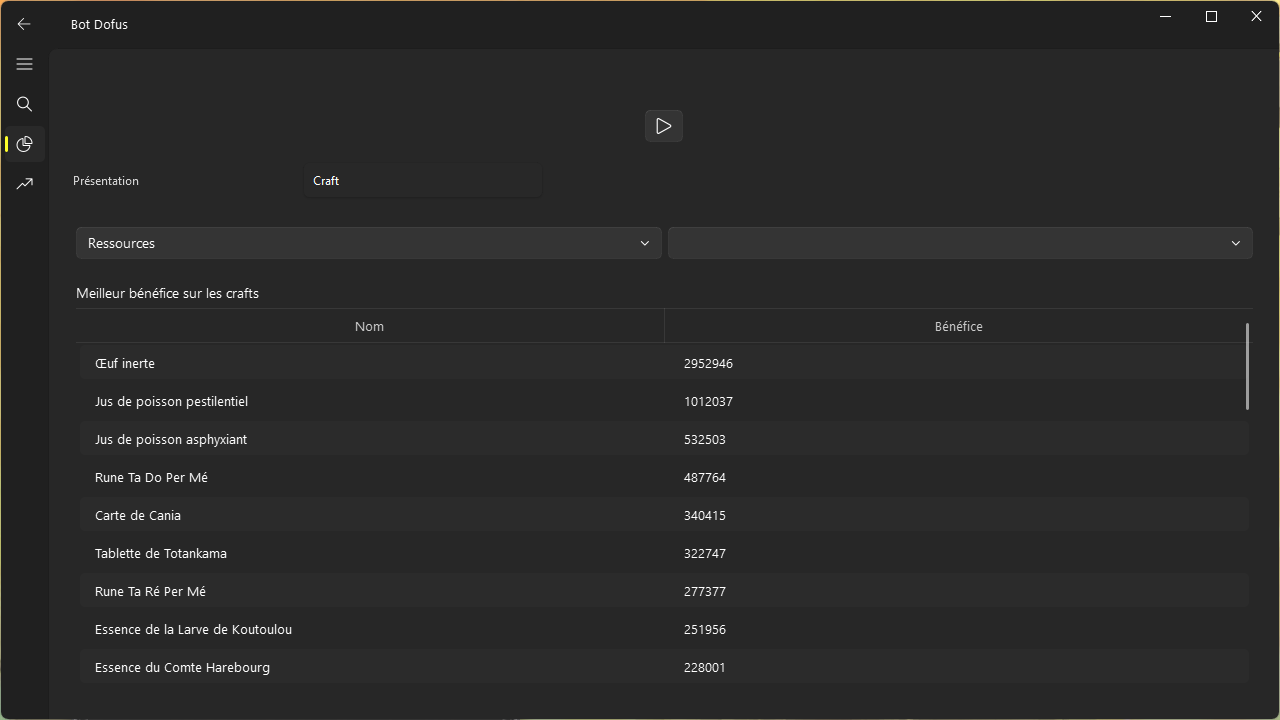 Bot Dofus
Présentation
Craft
Ressources
Meilleur bénéfice sur les crafts
Nom Bénéfice
Œuf inerte 2952946
Jus de poisson pestilentiel 1012037
Jus de poisson asphyxiant 532503
Rune Ta Do Per Mé 487764
Carte de Cania 340415
Tablette de Totankama 322747
Rune Ta Ré Per Mé 277377
Essence de la Larve de Koutoulou 251956
Essence du Comte Harebourg 228001